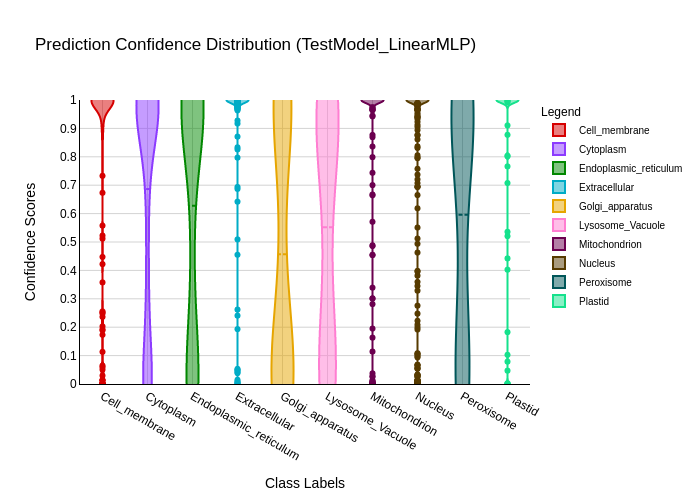 Prediction Confidence Distribution (TestModel_LinearMLP)
Confidence Scores
1
0.9
0.8
0.7
0.6
0.5
0.4
0.3
0.2
0.1
0
Cell_membrane
Cytoplasm
Endoplasmic_reticulum
Extracellular
Golgi_apparatus
Lysosome_Vacuole
Mitochondrion
Nucleus
Peroxisome
Plastid
Class Labels
Legend
Cell_membrane
Cytoplasm
Endoplasmic_reticulum
Extracellular
Golgi_apparatus
Lysosome_Vacuole
Mitochondrion
Nucleus
Peroxisome
Plastid